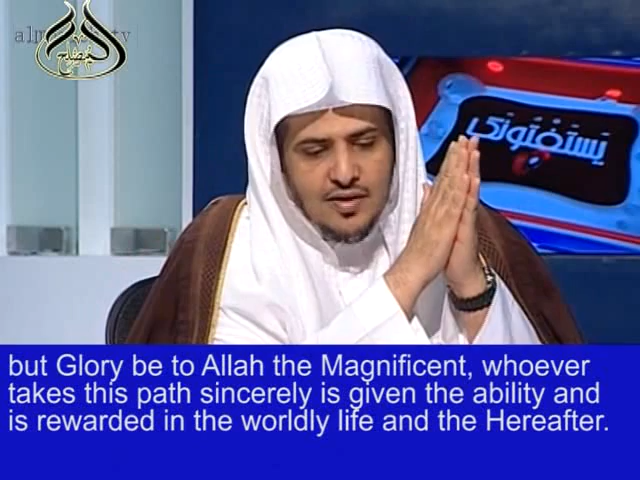 يستفتونك
but Glory be to Allah the Magnificent, whoever
takes this path sincerely is given the ability and
is rewarded in the worldly life and the Hereafter.